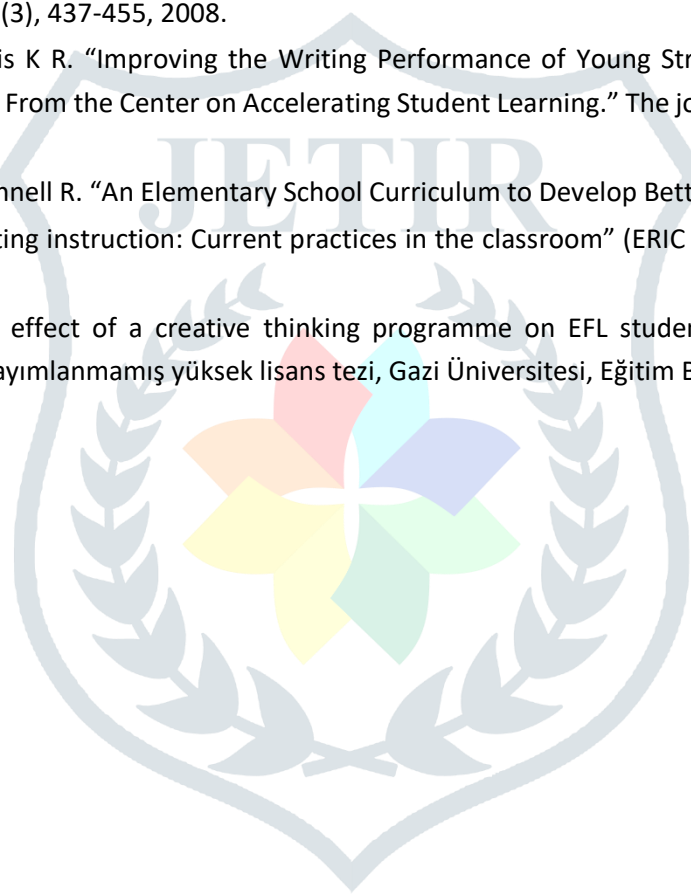 (3), 437-455, 2008.
is K R. “Improving the Writing Performance of Young Str
From the Center on Accelerating Student Learning.” The jo
JETIR
nnell R. “An Elementary School Curriculum to Develop Bett
ting instruction: Current practices in the classroom” (ERIC
effect of a creative thinking programme on EFL studen
ayımlanmamış yüksek lisans tezi, Gazi Üniversitesi, Eğitim B